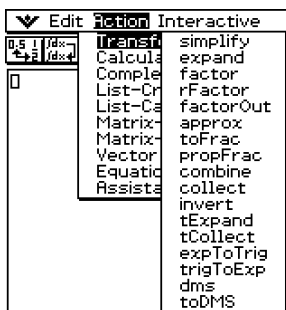 Edit Action Interactive
Transf
Calcula
Comple
List-Cr
List-Ca
Matrix-
Matrix-
Vector
Equatic
Assista
simplify
expand
factor
rFactor
factorOut
approx
toFrac
propFrac
combine
collect
invert
tExpand
tCollect
expToTrig
trigToExp
dms
toDMS